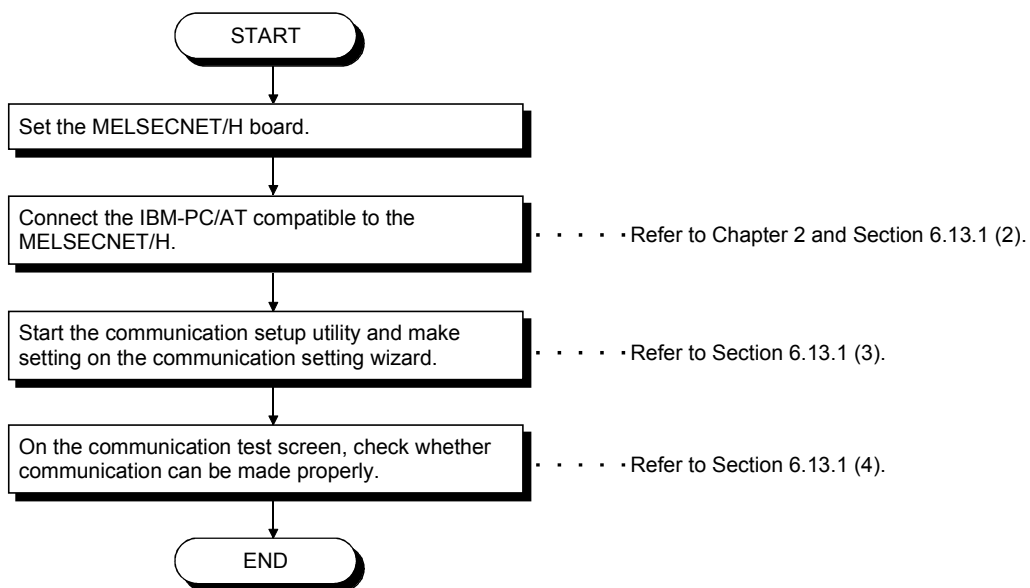 START
Set the MELSECNET/H board.
Connect the IBM-PC/AT compatible to the
MELSECNET/H.
· · · · ·Refer to Chapter 2 and Section 6.13.1 (2).
Start the communication setup utility and make
setting on the communication setting wizard.
· · · · ·Refer to Section 6.13.1 (3).
On the communication test screen, check whether
communication can be made properly.
· · · · ·Refer to Section 6.13.1 (4).
END